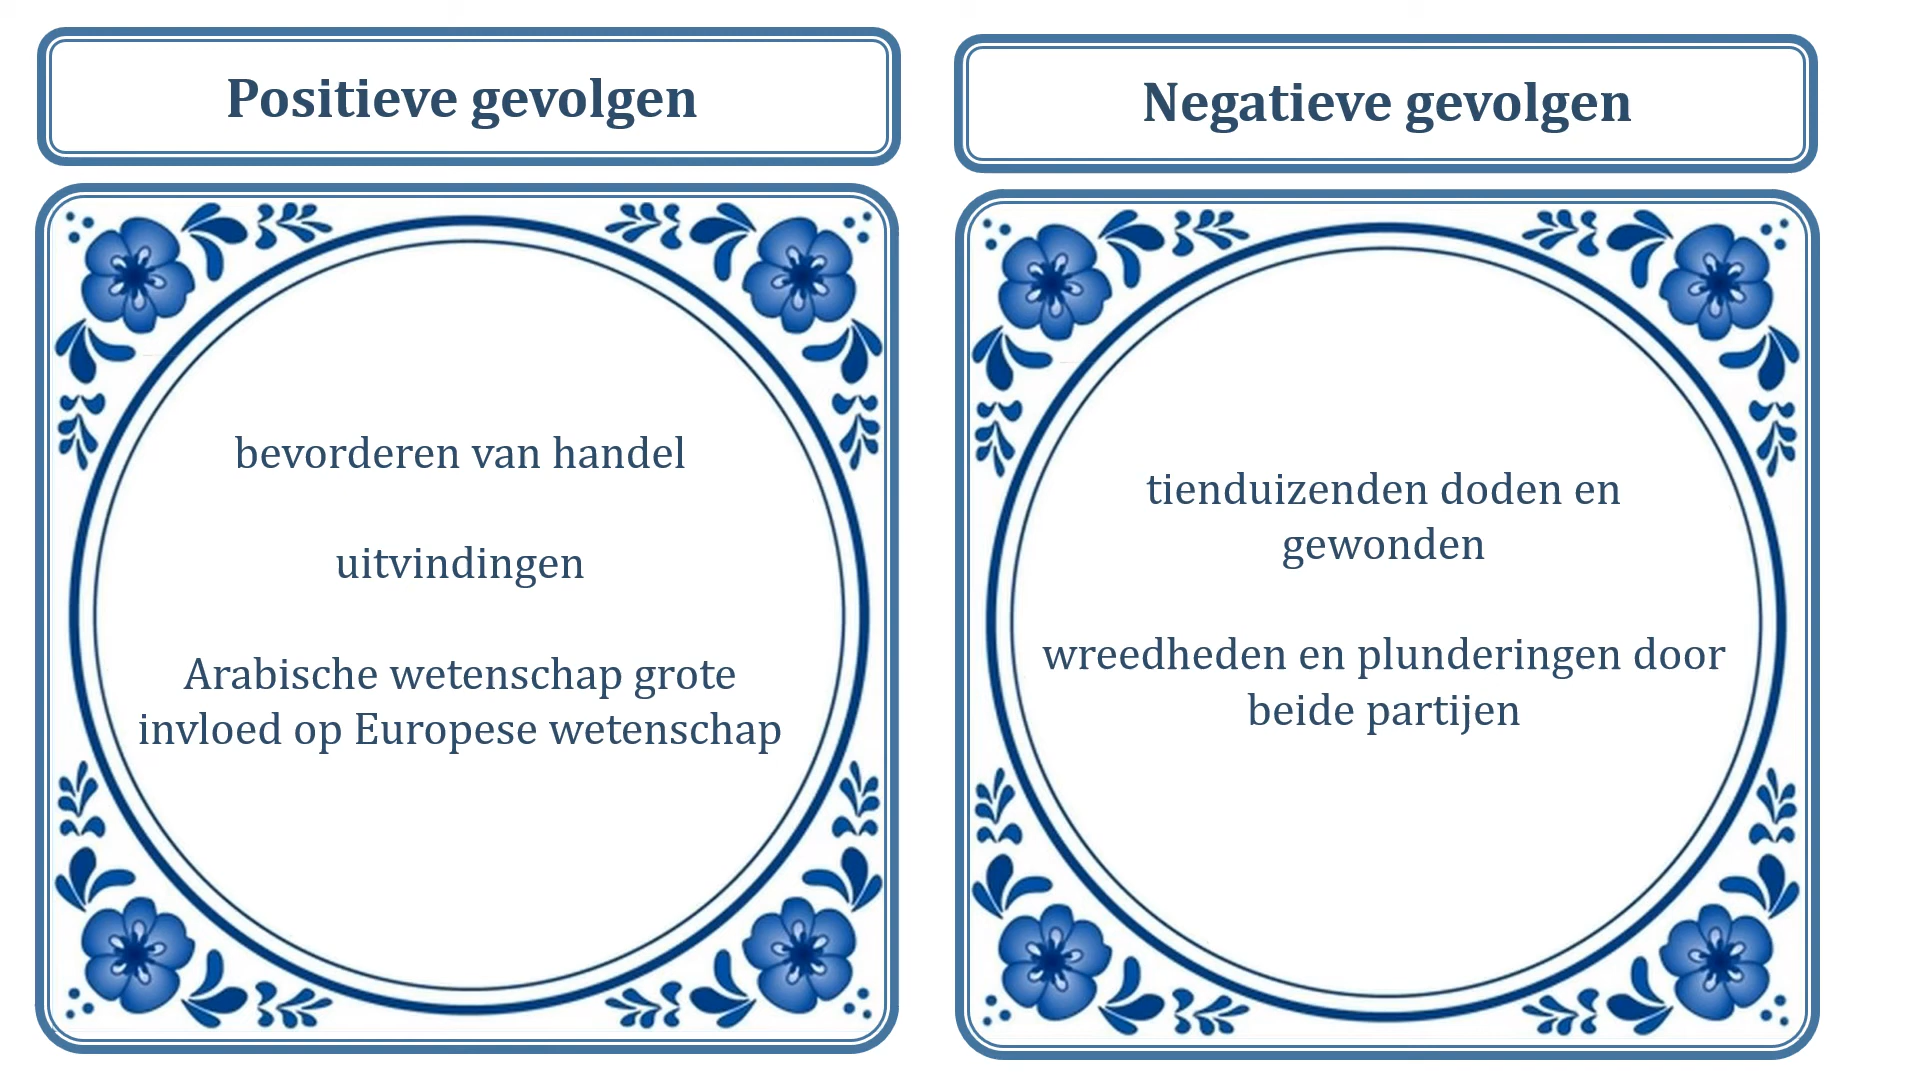 Positieve gevolgen
bevorderen van handel
uitvindingen
Arabische wetenschap grote
invloed op Europese wetenschap
Negatieve gevolgen
tienduizenden doden en
gewonden
wreedheden en plunderingen door
beide partijen